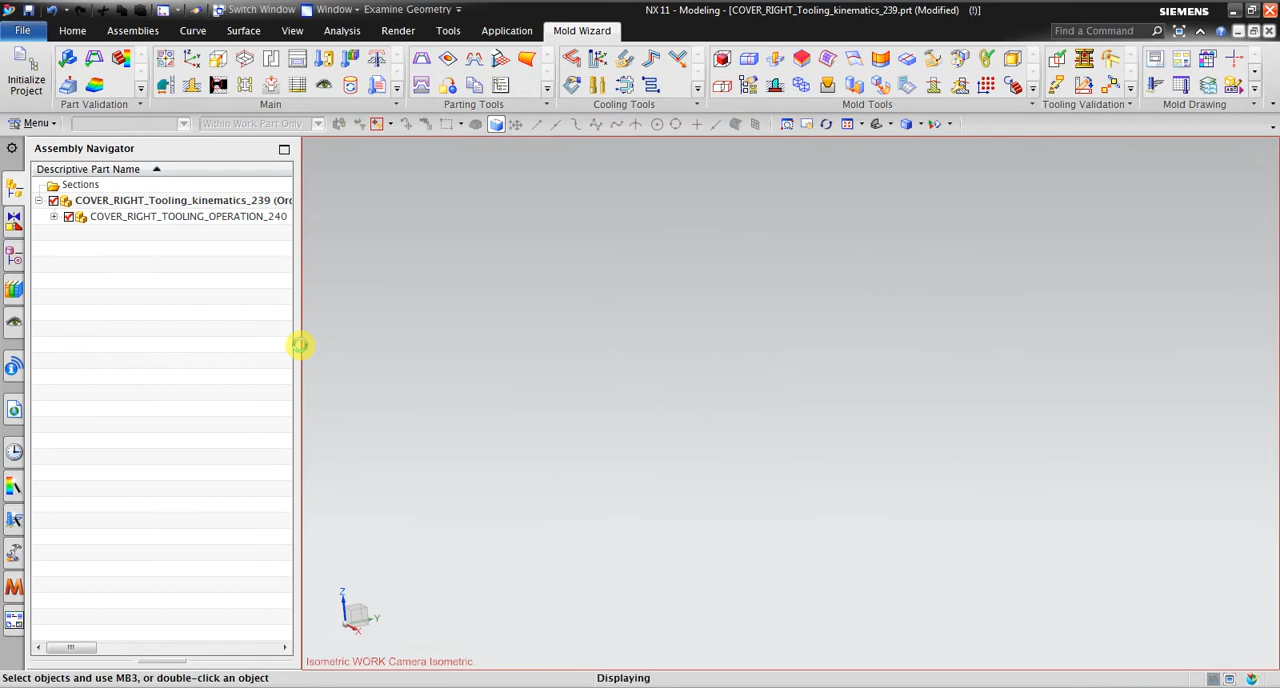 Switch Window
Window
Examine Geometry
NX 11 - Modeling - [COVER_RIGHT_Tooling_kinematics_239.prt (Modified) (!)]
SIEMENS
File
Home
Assemblies
Curve
Surface
View
Analysis
Render
Tools
Application
Mold Wizard
Find a Command
Initialize
Project
Part Validation
Main
Parting Tools
Cooling Tools
Mold Tools
Tooling Validation
Mold Drawing
Menu
Within Work Part Only
Assembly Navigator
Descriptive Part Name
Sections
COVER_RIGHT_Tooling_kinematics_239 (Orc
COVER_RIGHT_TOOLING_OPERATION_240
Z
Y
X
Isometric WORK Camera Isometric
Select objects and use MB3, or double-click an object
Displaying